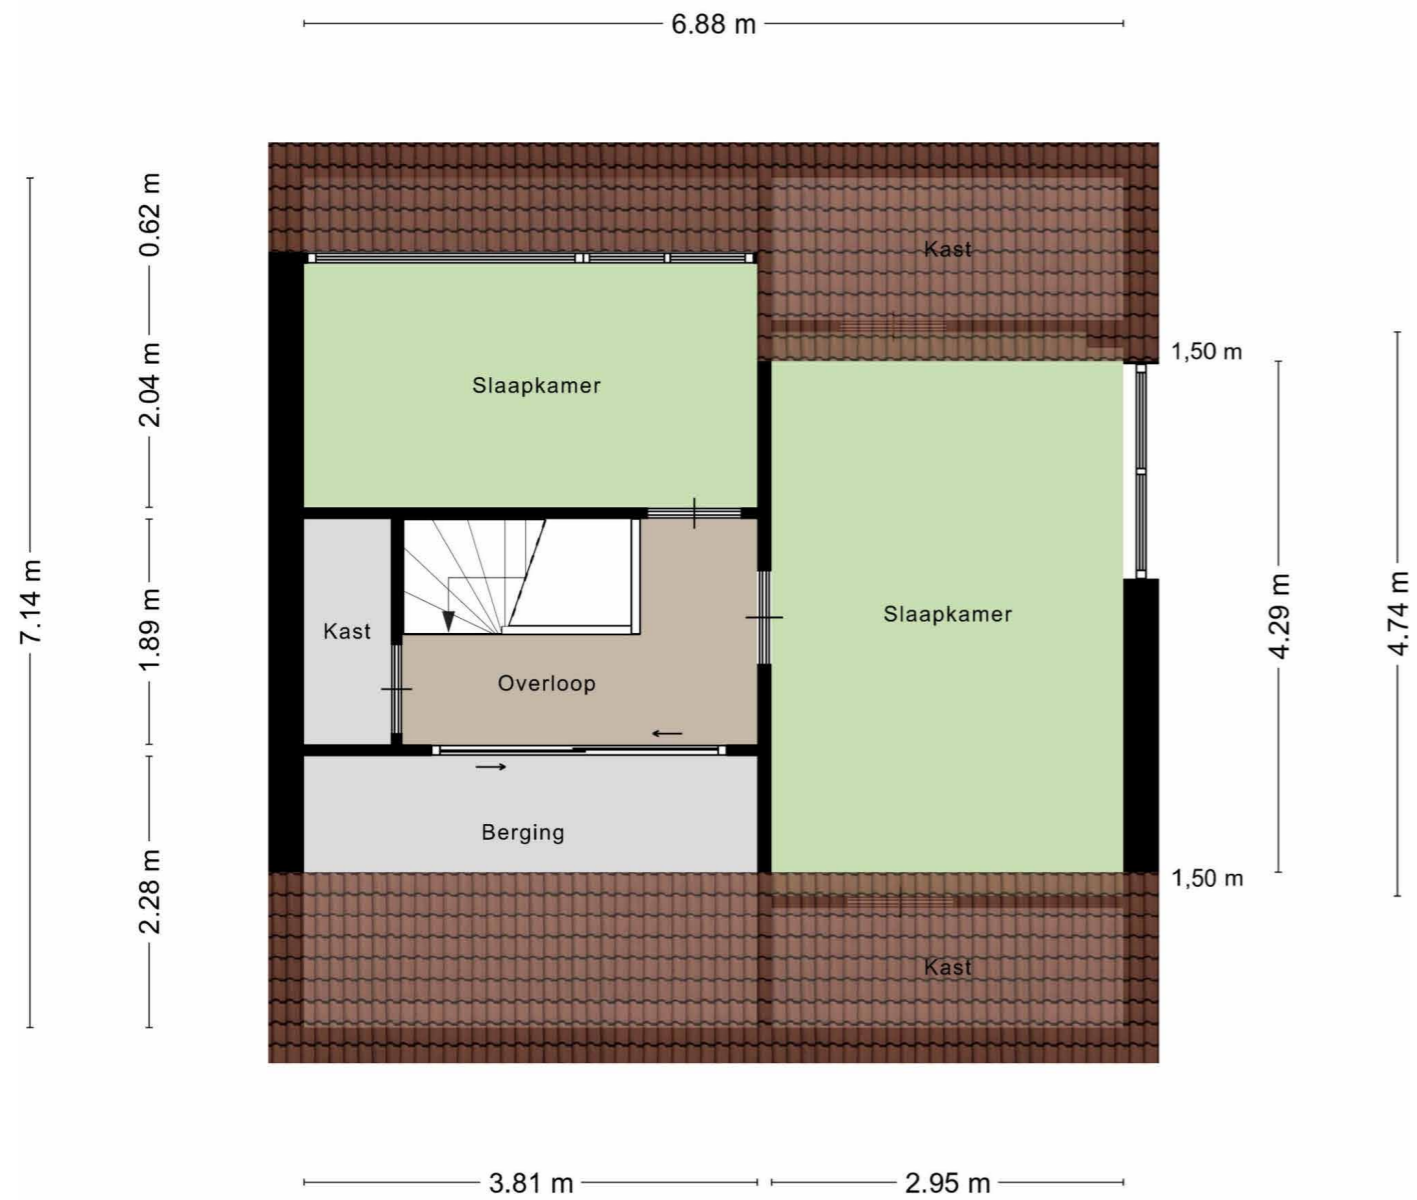 6.88 m
0.62 m
Kast
1,50 m
2.04 m
Slaapkamer
7.14 m
1.89 m
Kast
Slaapkamer
4.29 m
4.74 m
Overloop
Berging
2.28 m
1,50 m
Kast
3.81 m
2.95 m